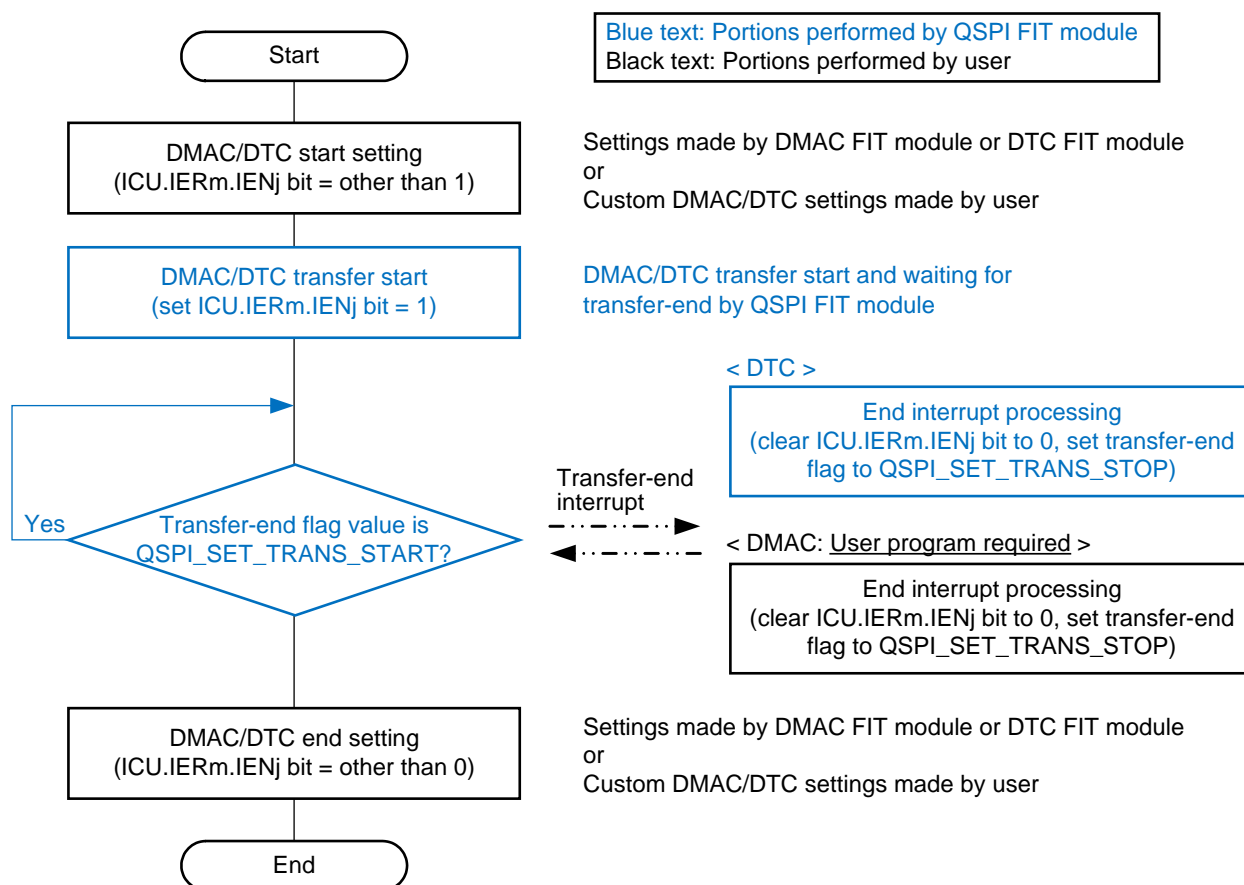 Blue text: Portions performed by QSPI FIT module
Black text: Portions performed by user
Start
DMAC/DTC start setting
(ICU.IERm.IENj bit = other than 1)
Settings made by DMAC FIT module or DTC FIT module
or
Custom DMAC/DTC settings made by user
DMAC/DTC transfer start
(set ICU.IERm.IENj bit = 1)
DMAC/DTC transfer start and waiting for
transfer-end by QSPI FIT module
< DTC >
End interrupt processing
(clear ICU.IERm.IENj bit to 0, set transfer-end
flag to QSPI_SET_TRANS_STOP)
Transfer-end
interrupt
Yes
Transfer-end flag value is
QSPI_SET_TRANS_START?
< DMAC: User program required >
End interrupt processing
(clear ICU.IERm.IENj bit to 0, set transfer-end
flag to QSPI_SET_TRANS_STOP)
DMAC/DTC end setting
(ICU.IERm.IENj bit = other than 0)
Settings made by DMAC FIT module or DTC FIT module
or
Custom DMAC/DTC settings made by user
End